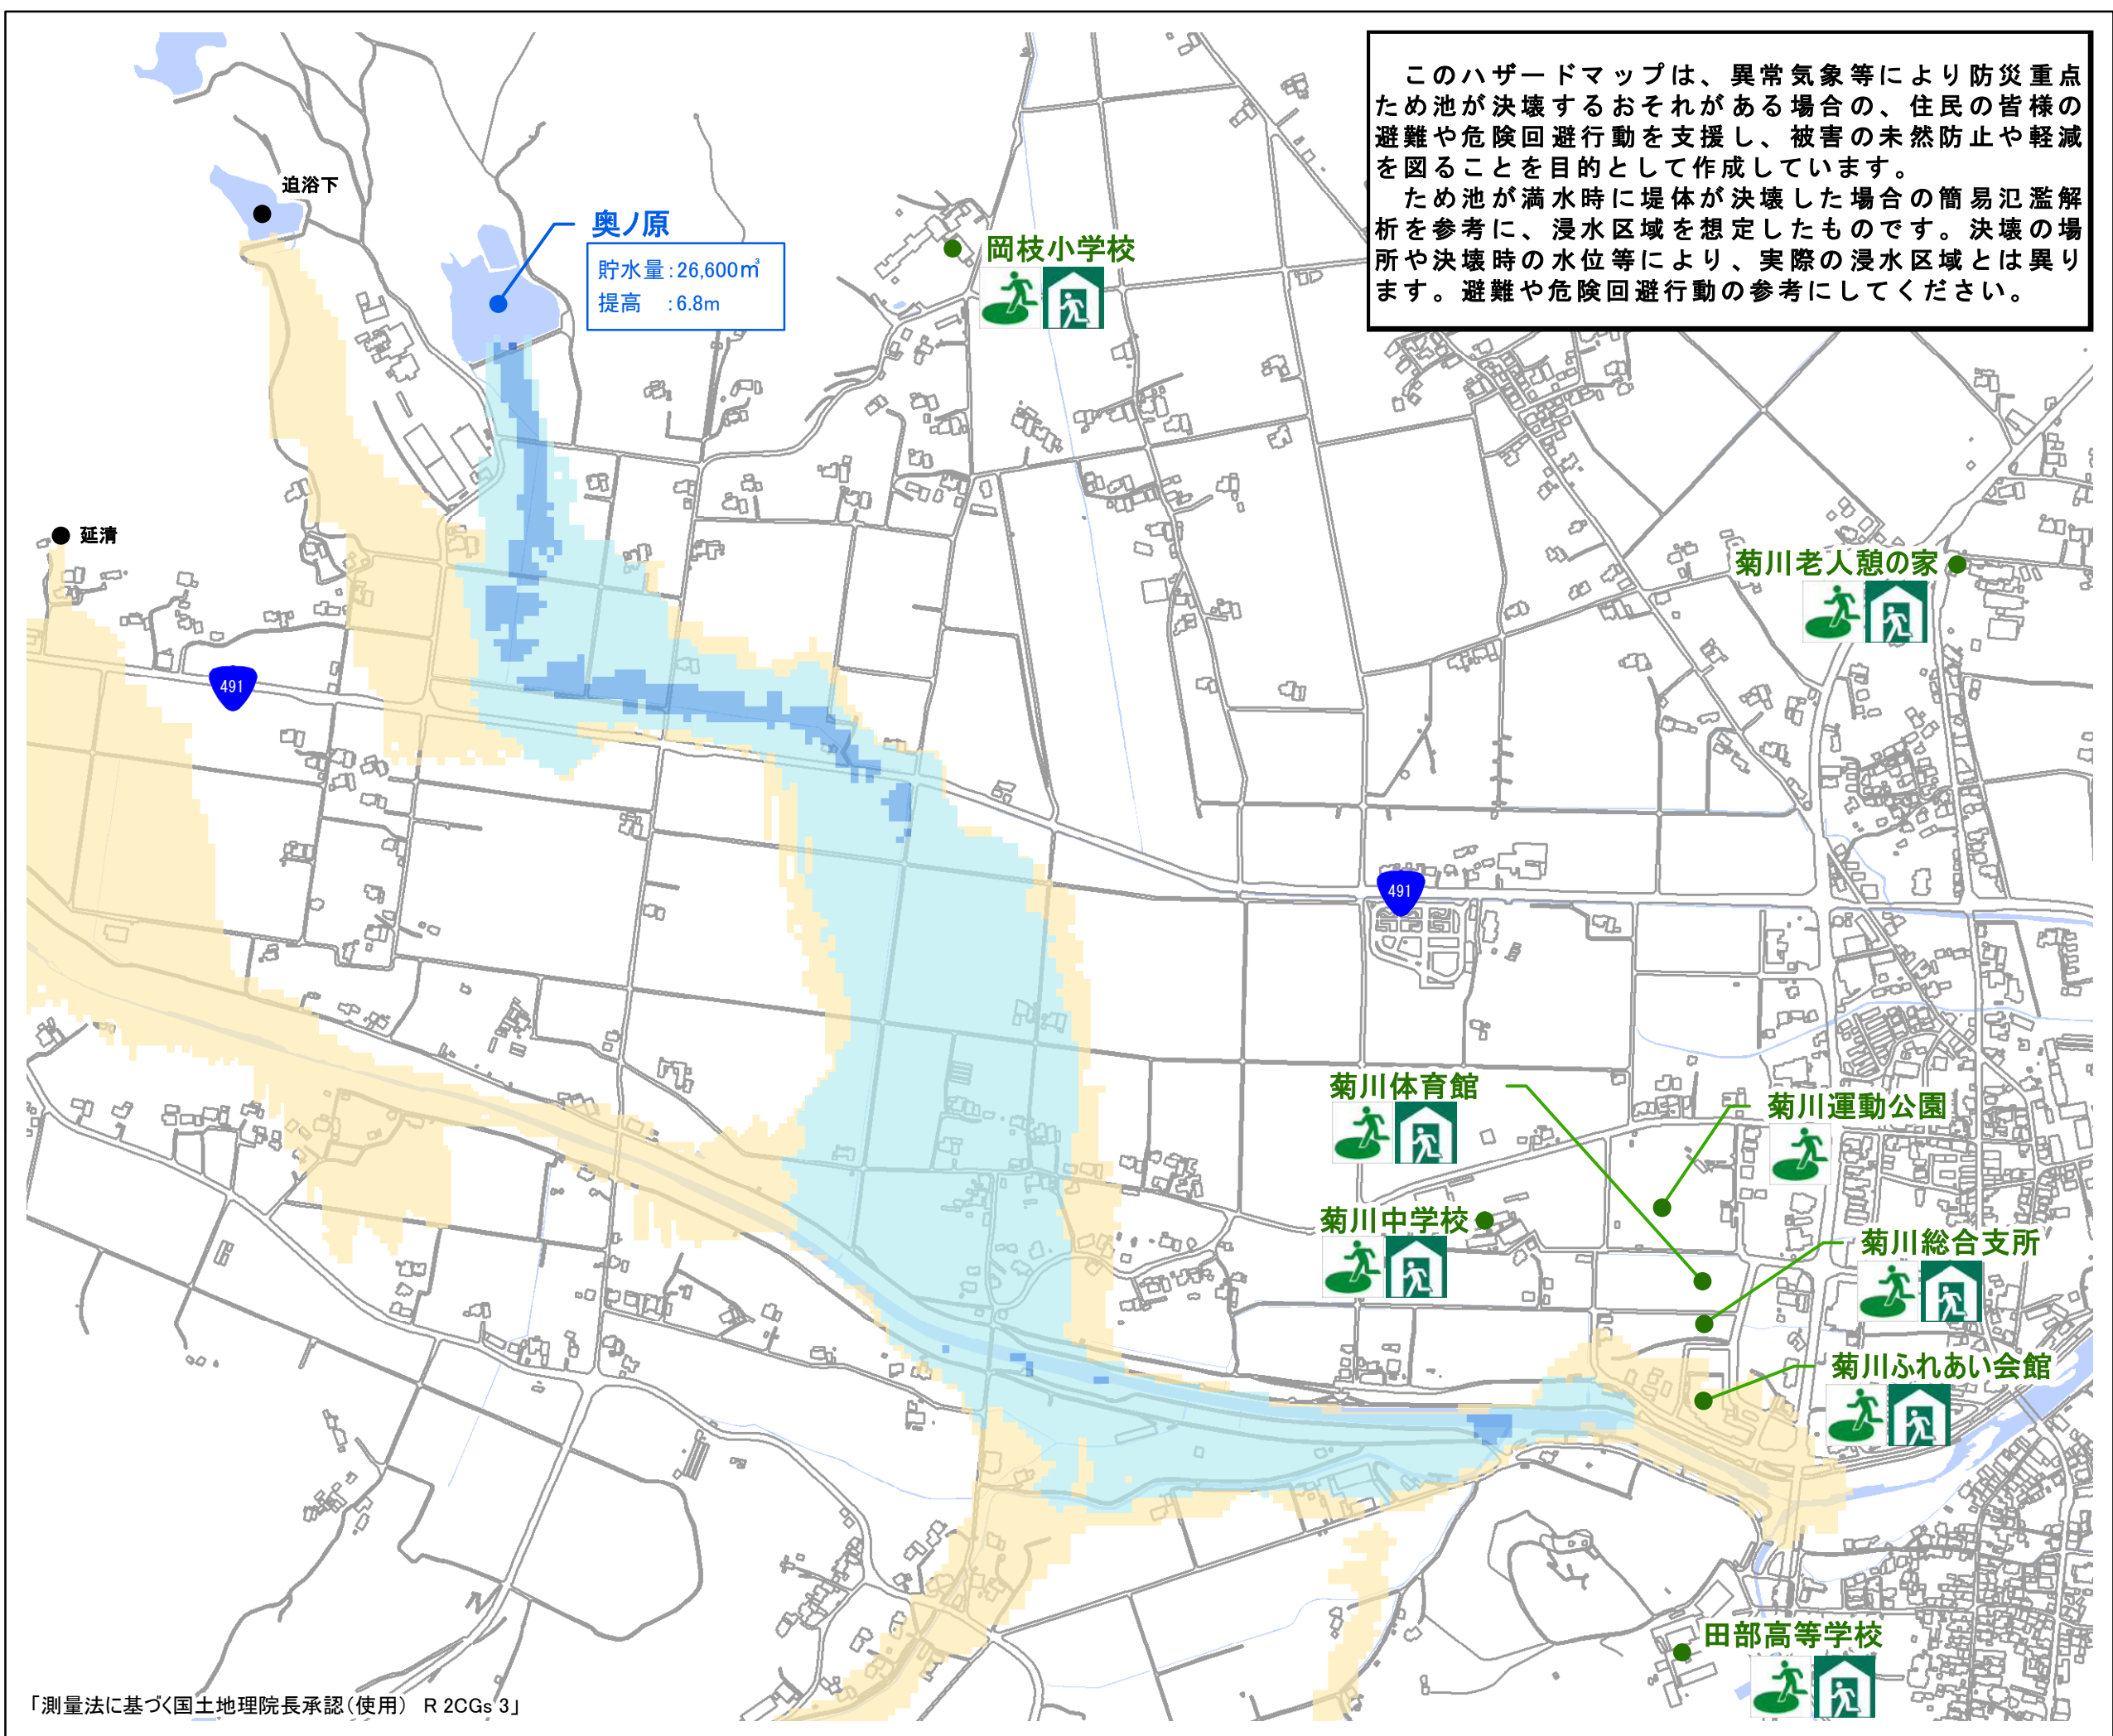 このハザードマップは、異常気象等により防災重点
ため池が決壊するおそれがある場合の、住民の皆様の
避難や危険回避行動を支援し、被害の未然防止や軽減
を図ることを目的として作成しています。
ため池が満水時に堤体が決壊した場合の簡易氾濫解
析を参考に、浸水区域を想定したものです。決壊の場
所や決壊時の水位等により、実際の浸水区域とは異り
ます。避難や危険回避行動の参考にしてください。
迫浴下
奥ノ原
貯水量:26,600㎥
提高 :6.8m
岡枝小学校
延清
菊川老人憩の家
491
491
菊川体育館
菊川運動公園
菊川中学校
菊川総合支所
菊川ふれあい会館
田部高等学校
「測量法に基づく国土地理院長承認(使用) R 2CGs 3」